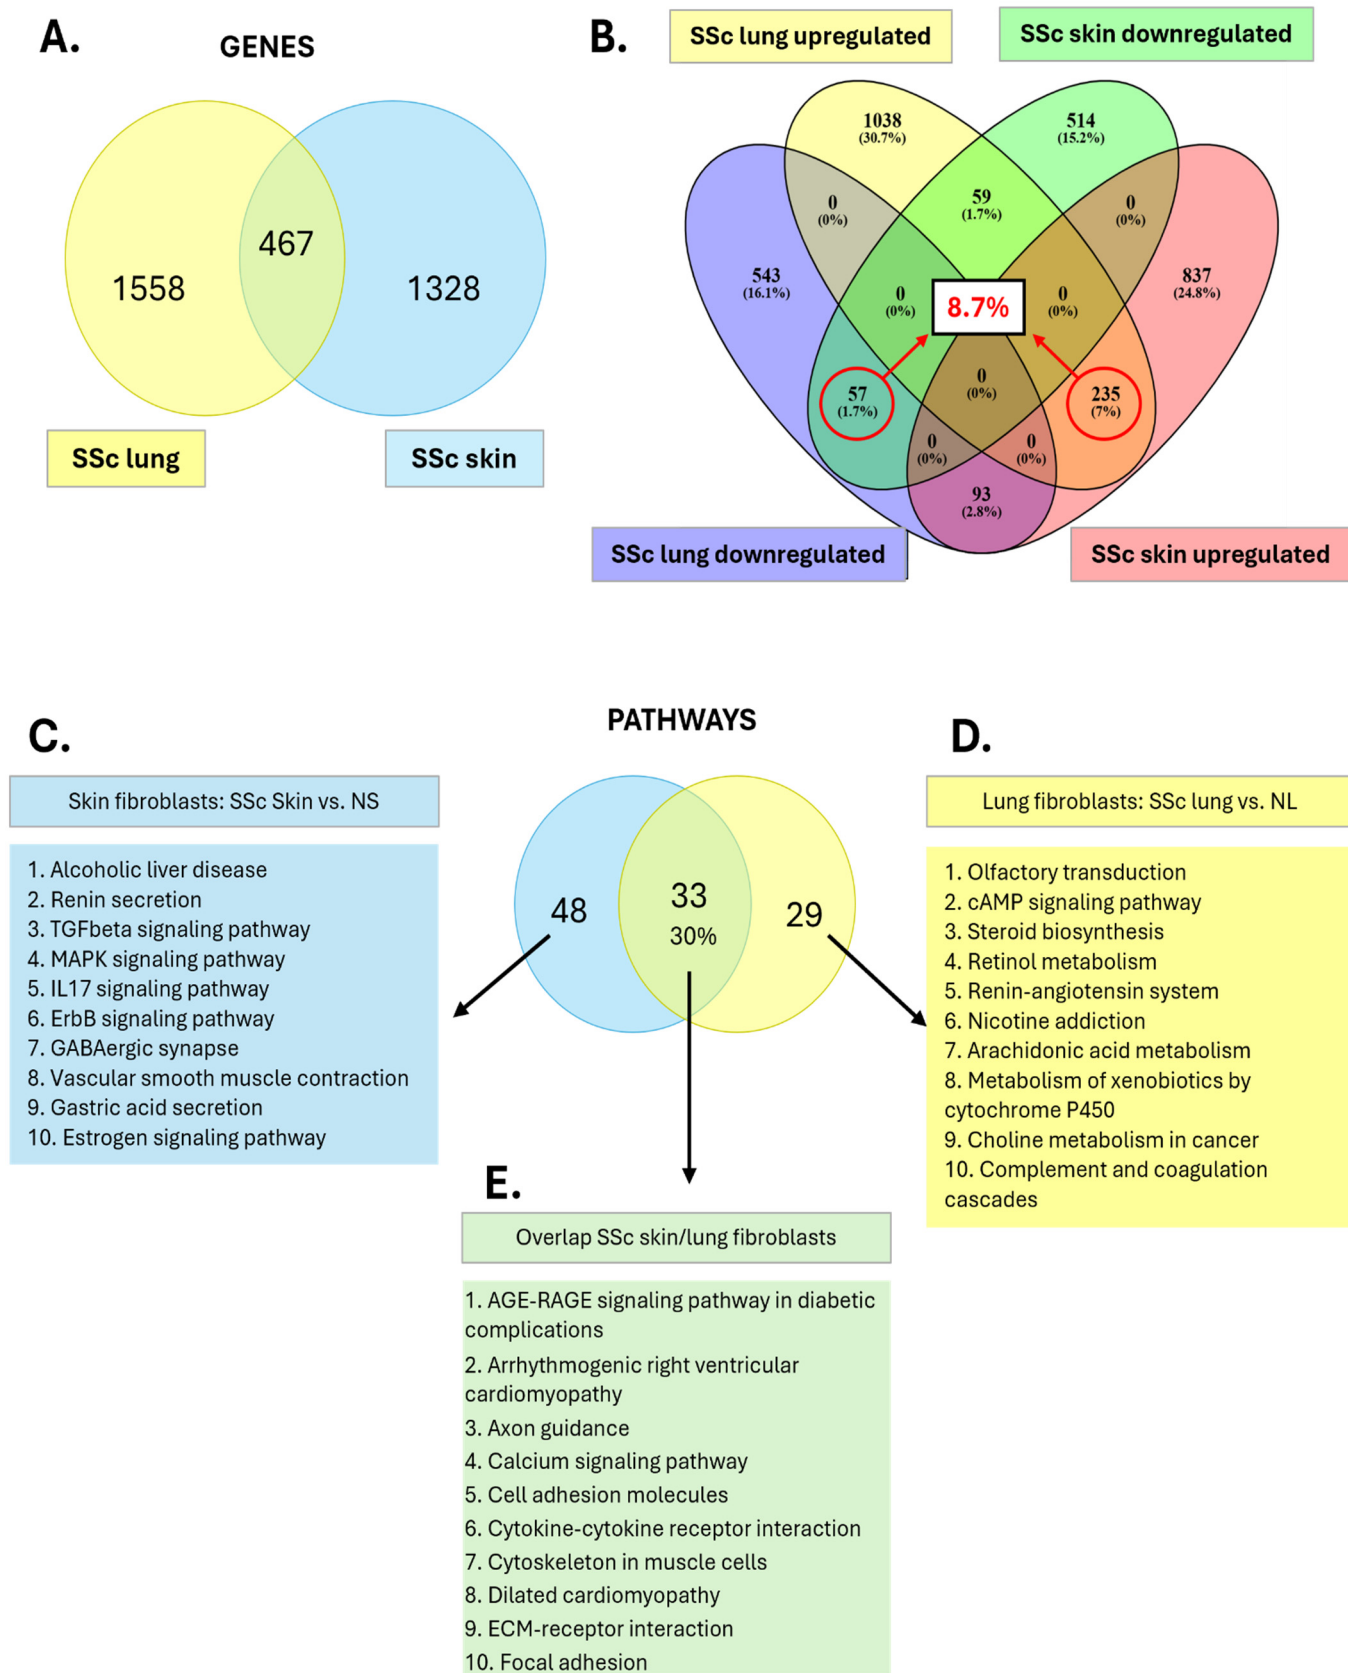 A.
GENES
1558
467
1328
SSc lung
SSc skin
B.
SSc lung upregulated
SSc skin downregulated
1038
(30.7%)
514
(15.2%)
0
(0%)
59
(1.7%)
0
(0%)
543
(16.1%)
837
(24.8%)
0
(0%)
8.7%
0
(0%)
57
(1.7%)
0
(0%)
235
(7%)
0
(0%)
0
(0%)
93
(2.8%)
SSc lung downregulated
SSc skin upregulated
PATHWAYS
C.
Skin fibroblasts: SSc Skin vs. NS
1. Alcoholic liver disease
2. Renin secretion
3. TGFbeta signaling pathway
4. MAPK signaling pathway
5. IL17 signaling pathway
6. ErbB signaling pathway
7. GABAergic synapse
8. Vascular smooth muscle contraction
9. Gastric acid secretion
10. Estrogen signaling pathway
48
33
30%
29
D.
Lung fibroblasts: SSc lung vs. NL
1. Olfactory transduction
2. cAMP signaling pathway
3. Steroid biosynthesis
4. Retinol metabolism
5. Renin-angiotensin system
6. Nicotine addiction
7. Arachidonic acid metabolism
8. Metabolism of xenobiotics by
cytochrome P450
9. Choline metabolism in cancer
10. Complement and coagulation
cascades
E.
Overlap SSc skin/lung fibroblasts
1. AGE-RAGE signaling pathway in diabetic
complications
2. Arrhythmogenic right ventricular
cardiomyopathy
3. Axon guidance
4. Calcium signaling pathway
5. Cell adhesion molecules
6. Cytokine-cytokine receptor interaction
7. Cytoskeleton in muscle cells
8. Dilated cardiomyopathy
9. ECM-receptor interaction
10. Focal adhesion